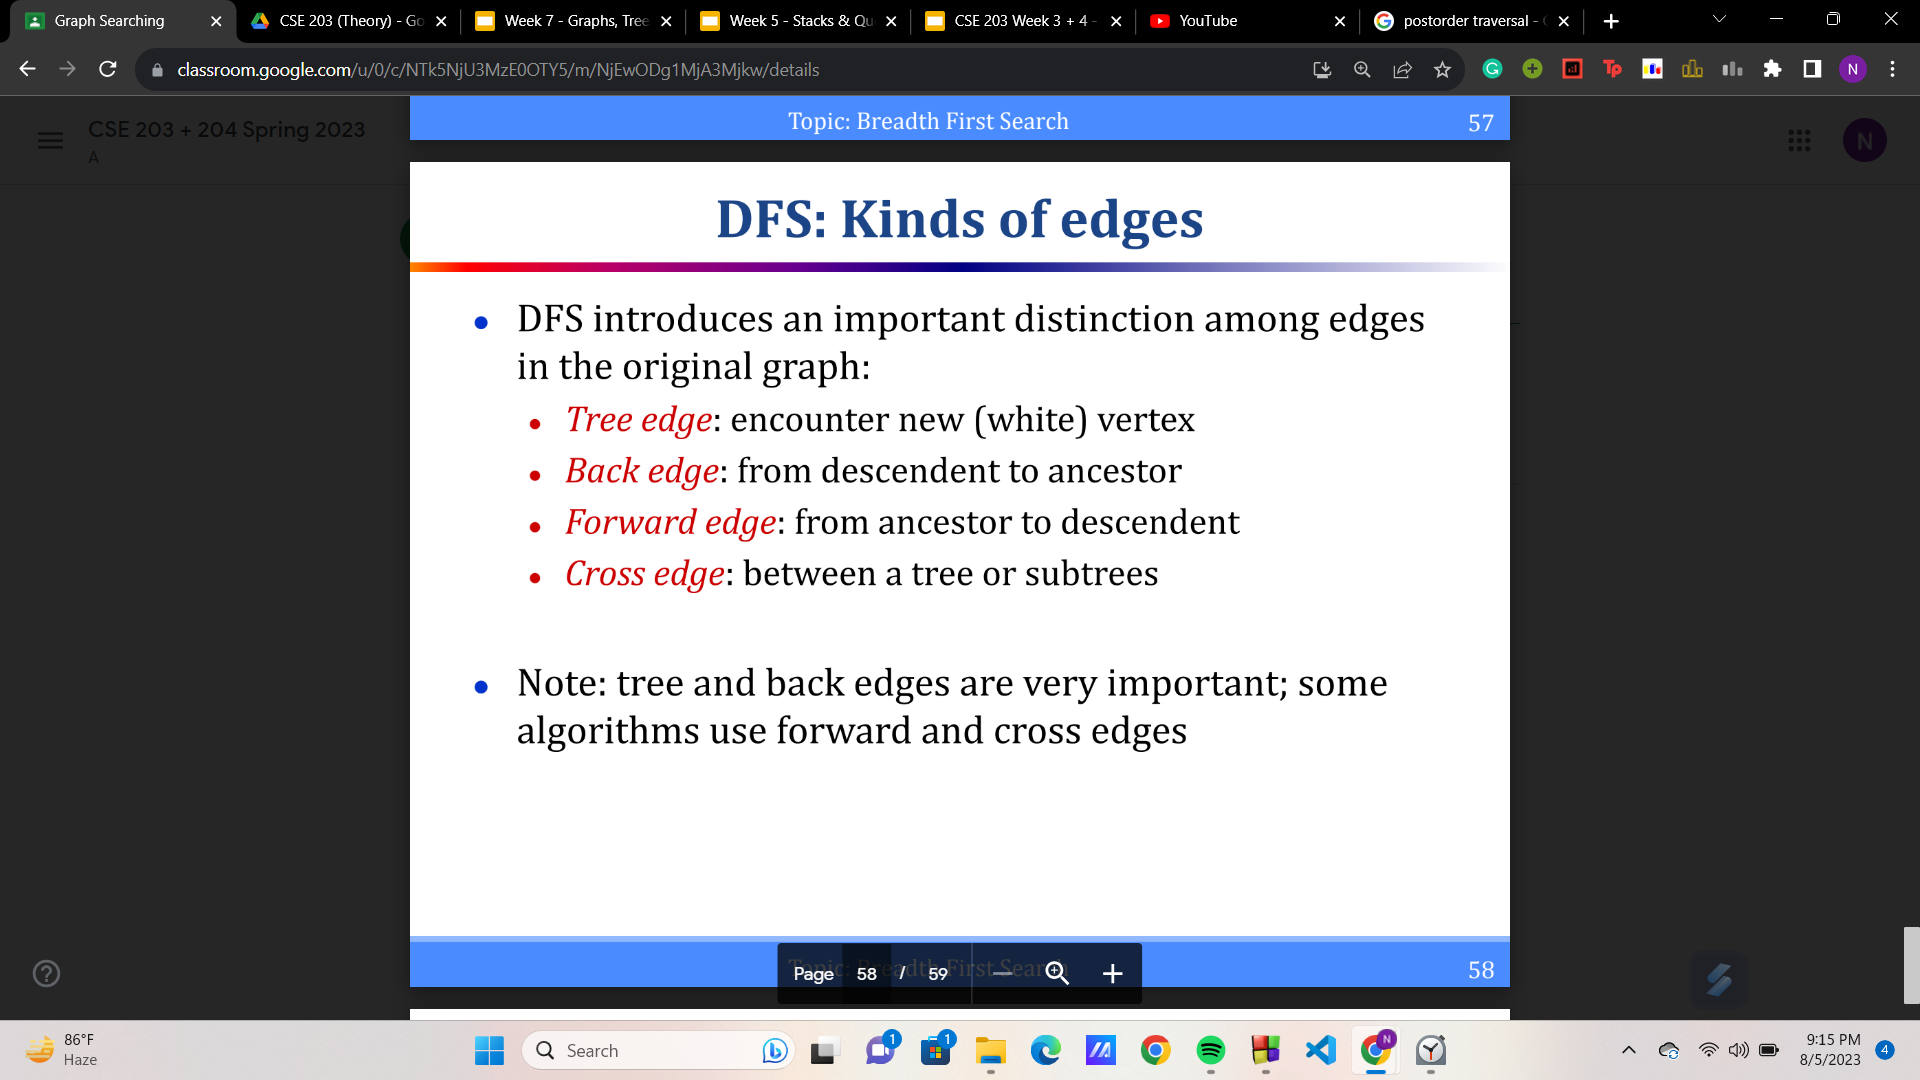 Graph Searching
CSE 203 (Theory) - Go
Week 7 - Graphs, Tree
Week 5 - Stacks & Qu
CSE 203 Week 3 + 4 -
YouTube
postorder traversal -
classroom.google.com/u/0/c/NTk5NjU3MzE0OTY5/m/NjEwODg1MjA3Mjkw/details
N
CSE 203 + 204 Spring 2023
A
N
Topic: Breadth First Search
57
DFS: Kinds of edges
DFS introduces an important distinction among edges
in the original graph:
Tree edge: encounter new (white) vertex
Back edge: from descendent to ancestor
Forward edge: from ancestor to descendent
Cross edge: between a tree or subtrees
Note: tree and back edges are very important; some
algorithms use forward and cross edges
Topic: Breadth First Search
58
Page 58 / 59
86°F
Haze
Search
1
1
N
9:15 PM
8/5/2023
4